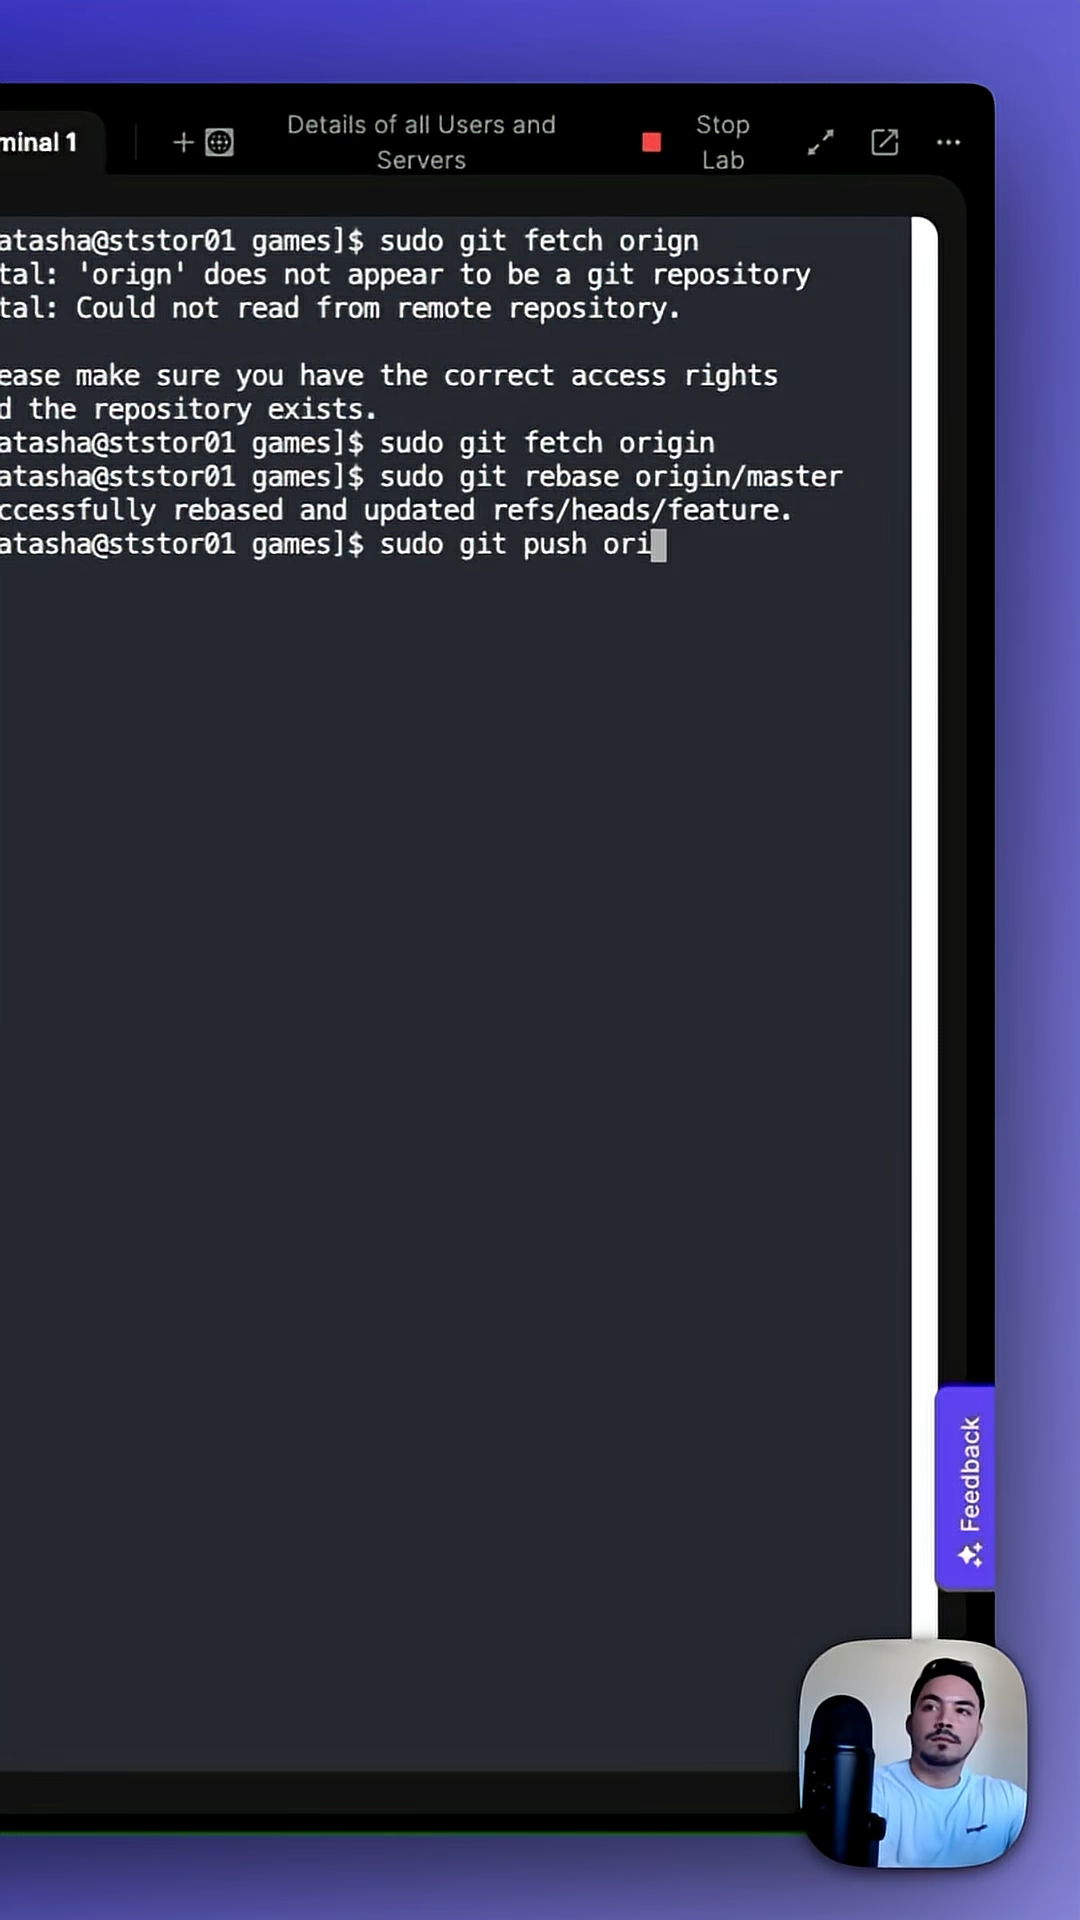 minal 1
Details of all Users and
Servers
Stop
Lab
atasha@ststor01 games]$ sudo git fetch orign
tal: 'orign' does not appear to be a git repository
tal: Could not read from remote repository.
ease make sure you have the correct access rights
d the repository exists.
atasha@ststor01 games]$ sudo git fetch origin
atasha@ststor01 games]$ sudo git rebase origin/master
ccessfully rebased and updated refs/heads/feature.
atasha@ststor01 games]$ sudo git push ori
Feedback